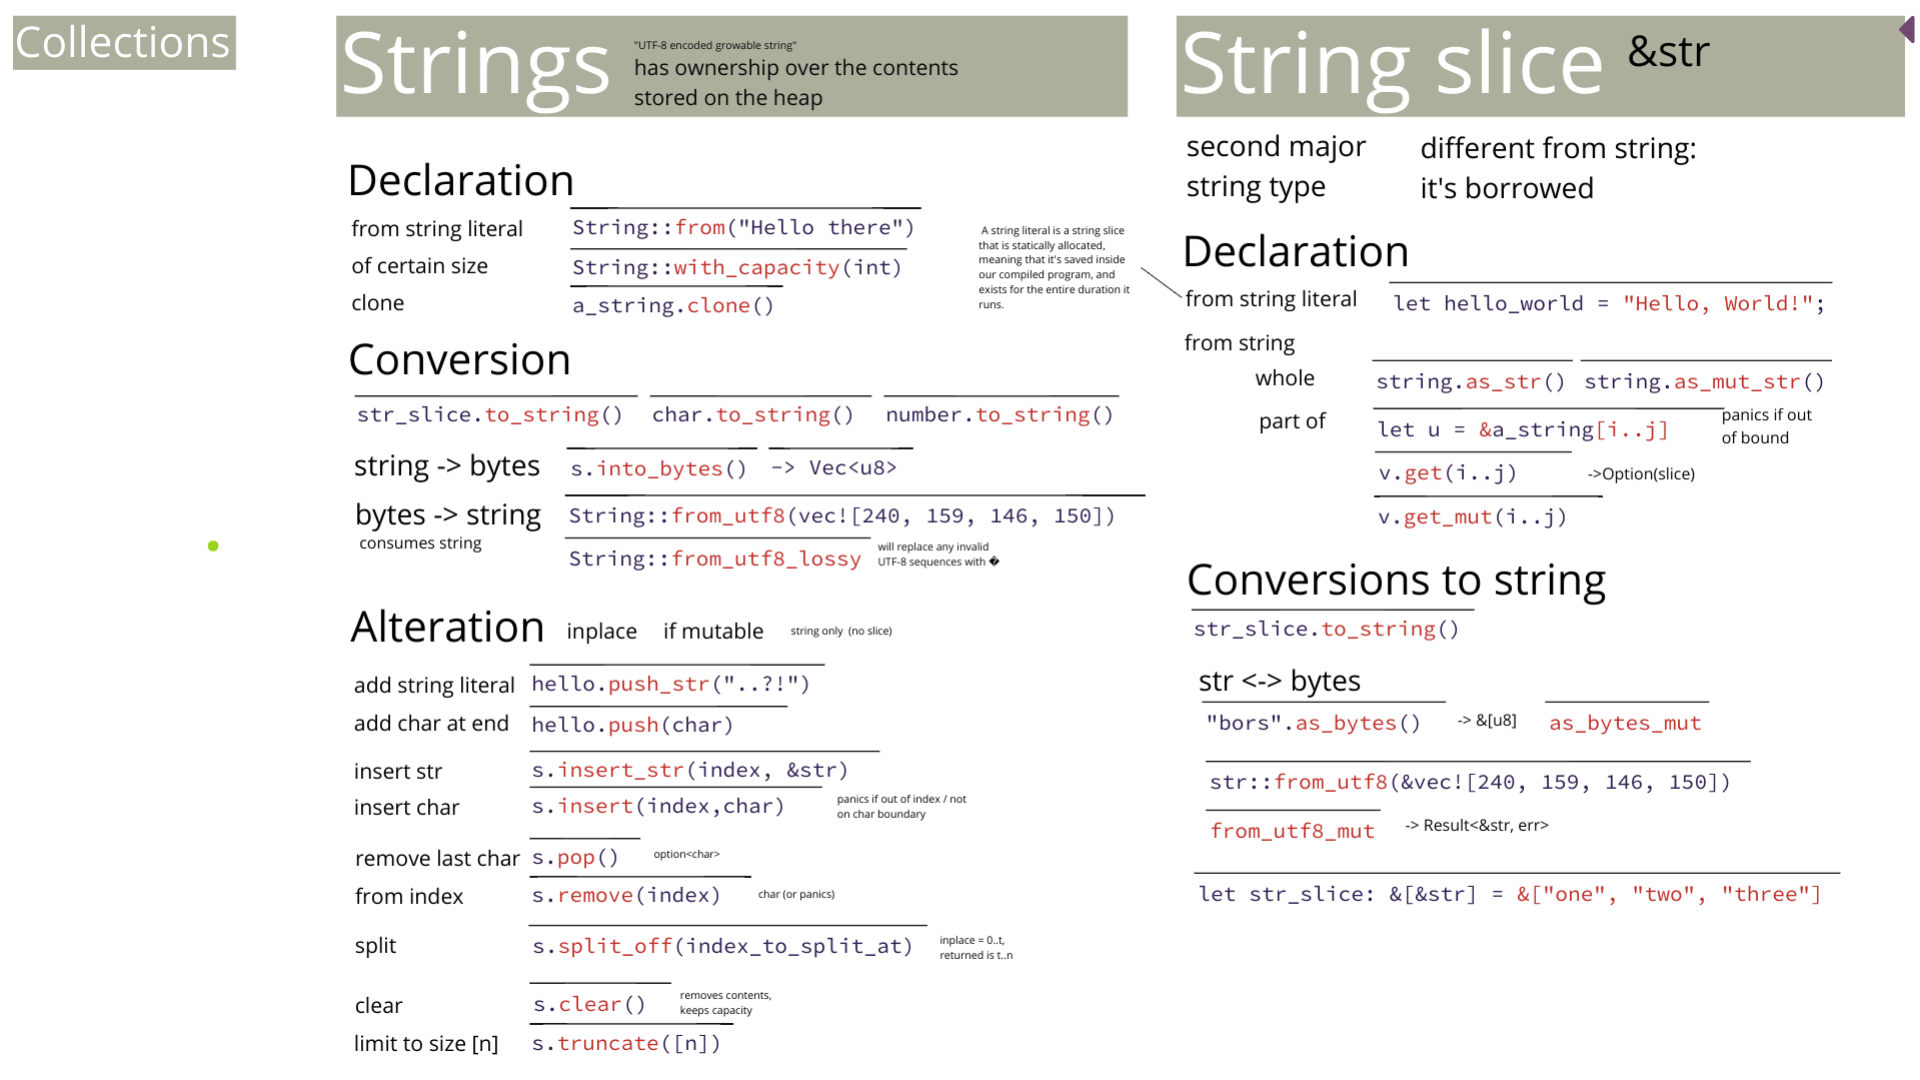 Collections
Strings
"UTF-8 encoded growable string"
has ownership over the contents
stored on the heap
Declaration
from string literal String::from("Hello there")
of certain size String::with_capacity(int)
clone a_string.clone()
Conversion
str_slice.to_string() char.to_string() number.to_string()
string -> bytes s.into_bytes() -> Vec<u8>
bytes -> string String::from_utf8(vec![240, 159, 146, 150])
consumes string
String::from_utf8_lossy
will replace any invalid
UTF-8 sequences with �
Alteration inplace if mutable string only (no slice)
add string literal hello.push_str("..?!")
add char at end hello.push(char)
insert str s.insert_str(index, &str)
insert char s.insert(index,char)
panics if out of index / not
on char boundary
remove last char s.pop() option<char>
from index s.remove(index) char (or panics)
split s.split_off(index_to_split_at)
inplace = 0..t,
returned is t..n
clear s.clear()
removes contents,
keeps capacity
limit to size [n] s.truncate([n])
String slice &str
second major
string type
different from string:
it's borrowed
Declaration
A string literal is a string slice
that is statically allocated,
meaning that it's saved inside
our compiled program, and
exists for the entire duration it
runs.
from string literal let hello_world = "Hello, World!";
from string
whole string.as_str() string.as_mut_str()
part of let u = &a_string[i..j]
panics if out
of bound
v.get(i..j) ->Option(slice)
v.get_mut(i..j)
Conversions to string
str_slice.to_string()
str <-> bytes
"bors".as_bytes() -> &[u8] as_bytes_mut
str::from_utf8(&vec![240, 159, 146, 150])
from_utf8_mut -> Result<&str, err>
let str_slice: &[&str] = &["one", "two", "three"]